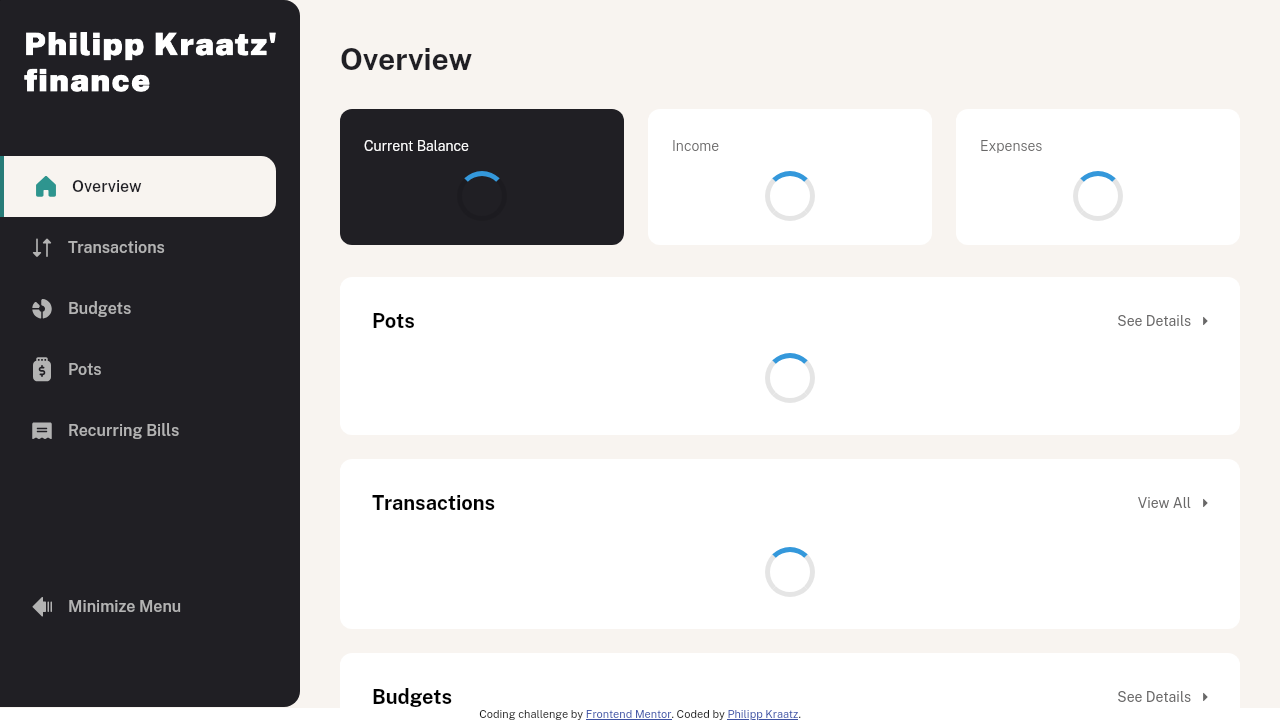 Philipp Kraatz'
finance
Overview
Transactions
Budgets
Pots
Recurring Bills
Minimize Menu
Overview
Current Balance
Income
Expenses
Pots
See Details
Transactions
View All
Budgets
See Details
Coding challenge by Frontend Mentor. Coded by Philipp Kraatz.